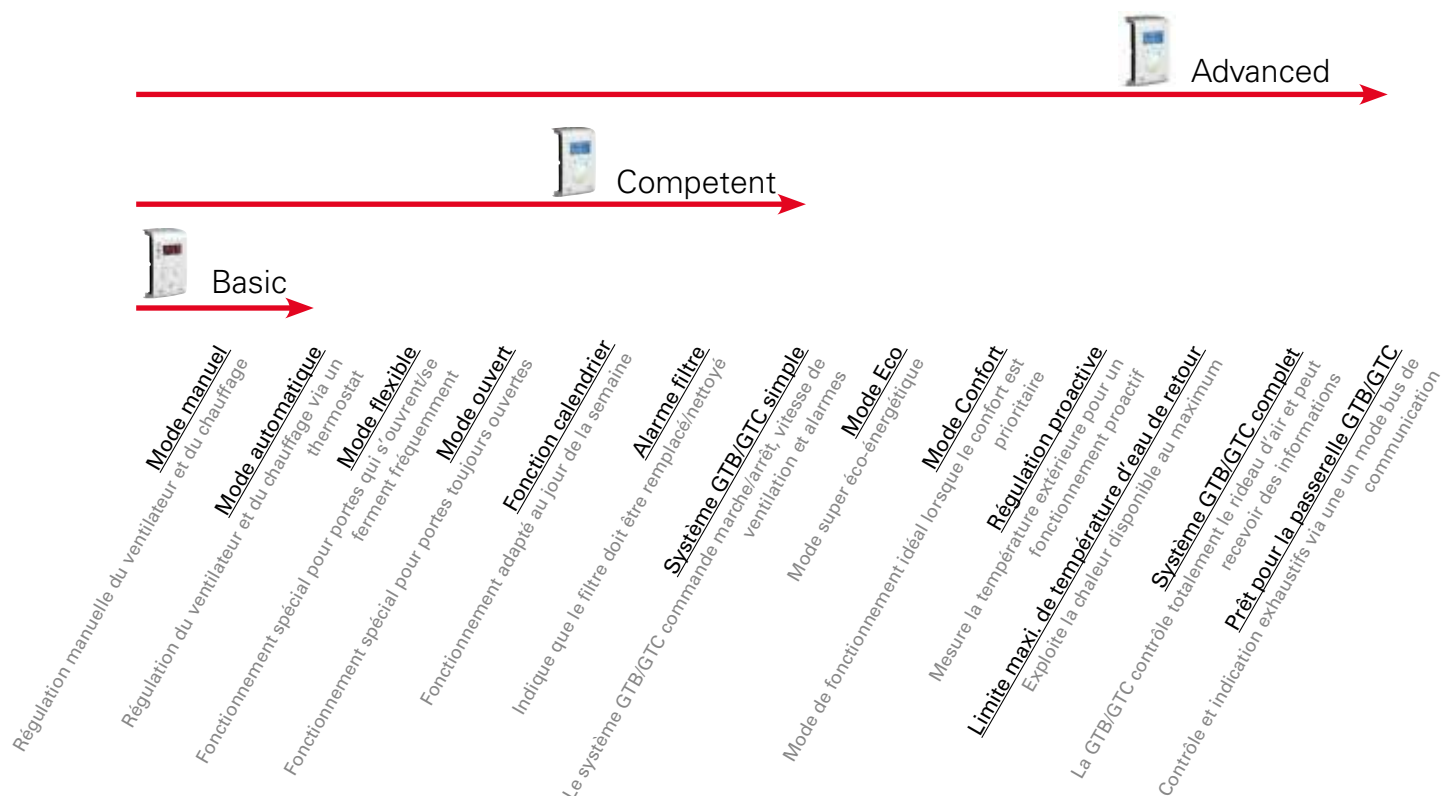 Advanced
Competent
Basic
Mode manuel
Régulation manuelle du ventilateur et du chauffage
Mode automatique
Régulation du ventilateur et du chauffage via un
thermostat
Mode flexible
Fonctionnement spécial pour portes qui s'ouvrent/se
ferment fréquemment
Mode ouvert
Fonctionnement spécial pour portes toujours ouvertes
Fonction calendrier
Fonctionnement adapté au jour de la semaine
Alarme filtre
Indique que le filtre doit être remplacé/nettoyé
Système GTB/GTC simple
Le système GTB/GTC commande marche/arrêt, vitesse de
ventilation et alarmes
Mode Eco
Mode super éco-énergétique
Mode Confort
Mode de fonctionnement idéal lorsque le confort est
prioritaire
Régulation proactive
Mesure la température extérieure pour un
fonctionnement proactif
Limite maxi. de température d'eau de retour
Exploite la chaleur disponible au maximum
Système GTB/GTC complet
La GTB/GTC contrôle totalement le rideau d'air et peut
recevoir des informations
Prêt pour la passerelle GTB/GTC
Contrôle et indication exhaustifs via une un mode bus de
communication